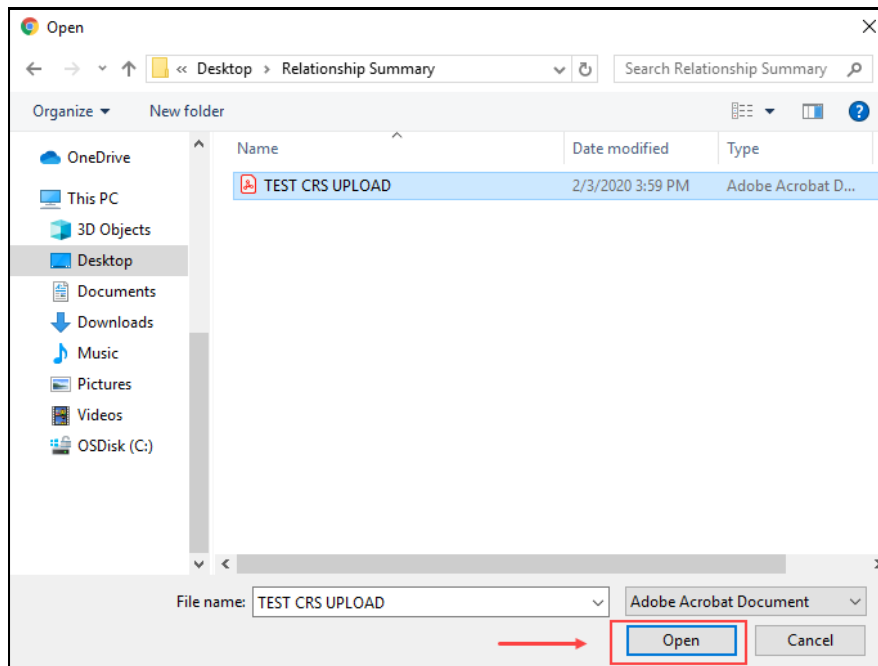 Open
« Desktop > Relationship Summary
Search Relationship Summary
Organize
New folder
Name
Date modified
Type
TEST CRS UPLOAD
2/3/2020 3:59 PM
Adobe Acrobat D...
OneDrive
This PC
3D Objects
Desktop
Documents
Downloads
Music
Pictures
Videos
OSDisk (C:)
File name:
TEST CRS UPLOAD
Adobe Acrobat Document
Open
Cancel